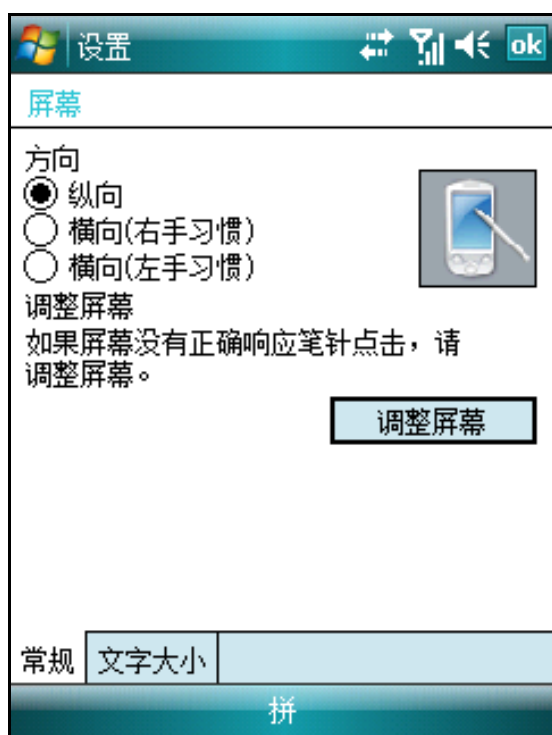 设置
ok
屏幕
方向
纵向
横向(右手习惯)
横向(左手习惯)
调整屏幕
如果屏幕没有正确响应笔针点击，请
调整屏幕。
调整屏幕
常规 文字大小
拼